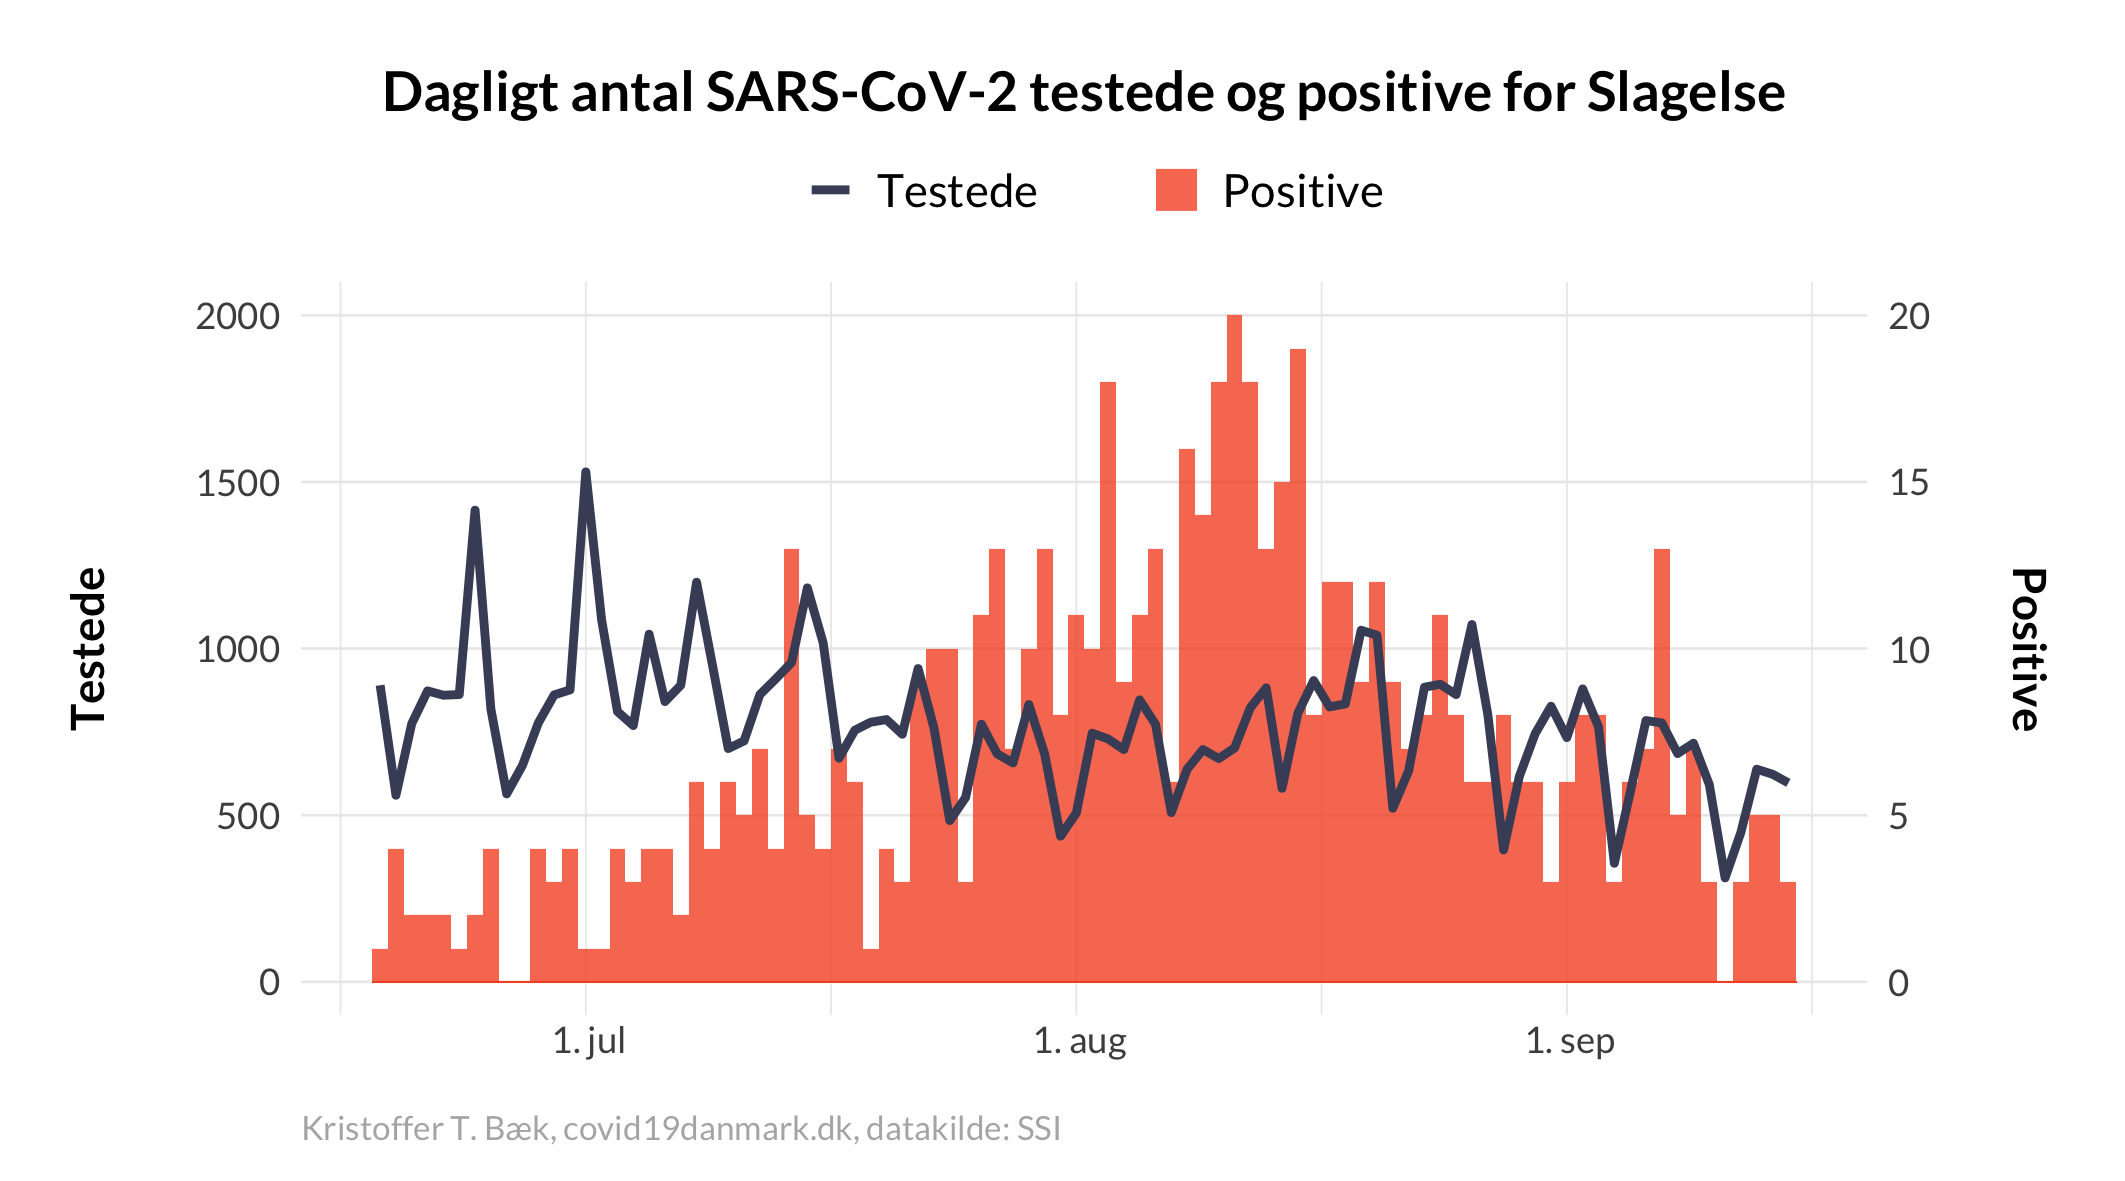 Dagligt antal SARS-CoV-2 testede og positive for Slagelse
Testede Positive
2000 20
1500 15
1000 10
500 5
0 0
Testede
Positive
1. jul 1. aug 1. sep
Kristoffer T. Bæk, covid19danmark.dk, datakilde: SSI